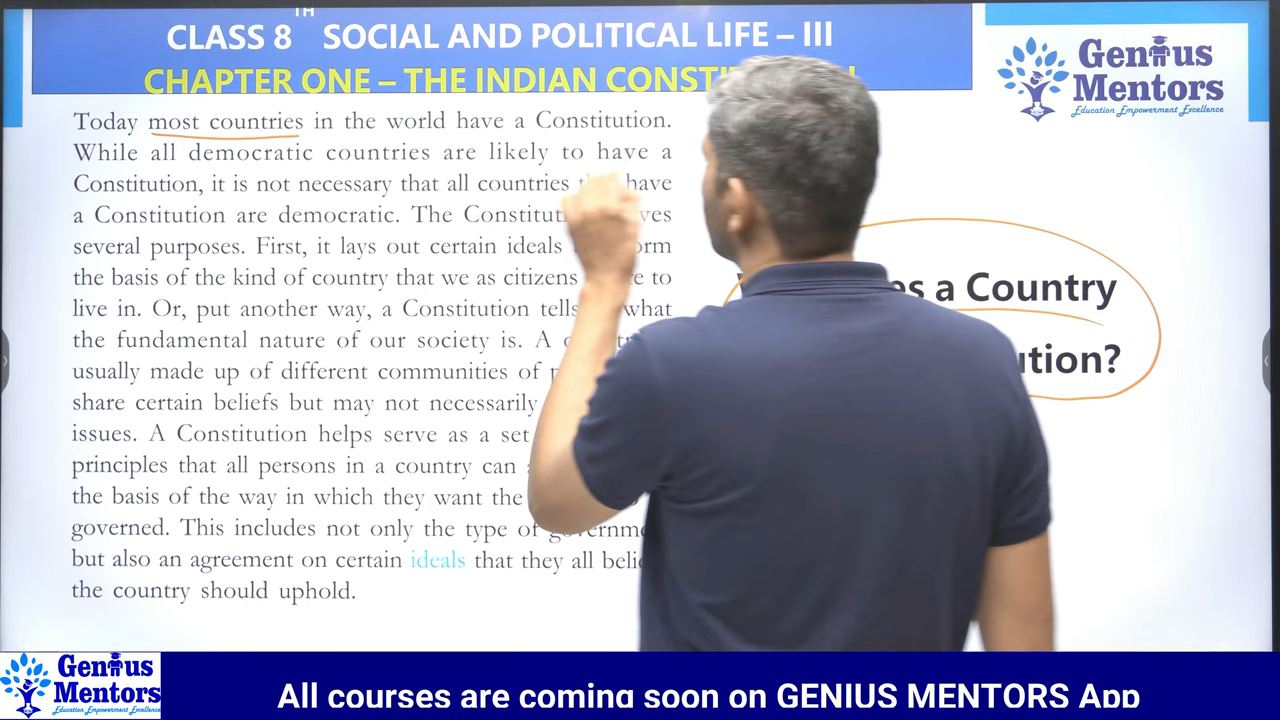 TH
CLASS 8 SOCIAL AND POLITICAL LIFE – III
CHAPTER ONE – THE INDIAN
Genius
Mentors
Education Empowerment Excellence
Today most countries in the world have a Constitution.
While all democratic countries are likely to have a
Constitution, it is not necessary that all countries have
a Constitution are democratic. The
several purposes. First, it lays out certain ideals
the basis of the kind of country that we as citizens to
live in. Or, put another way, a Constitution tells what
the fundamental nature of our society is. A
usually made up of different communities of
share certain beliefs but may not necessarily
issues. A Constitution helps serve as a set
principles that all persons in a country can
the basis of the way in which they want the
governed. This includes not only the type of
but also an agreement on certain ideals that they all
the country should uphold.
a Country
Genius
Mentors
Education Empowerment Excellence
All courses are coming soon on GENIUS MENTORS App